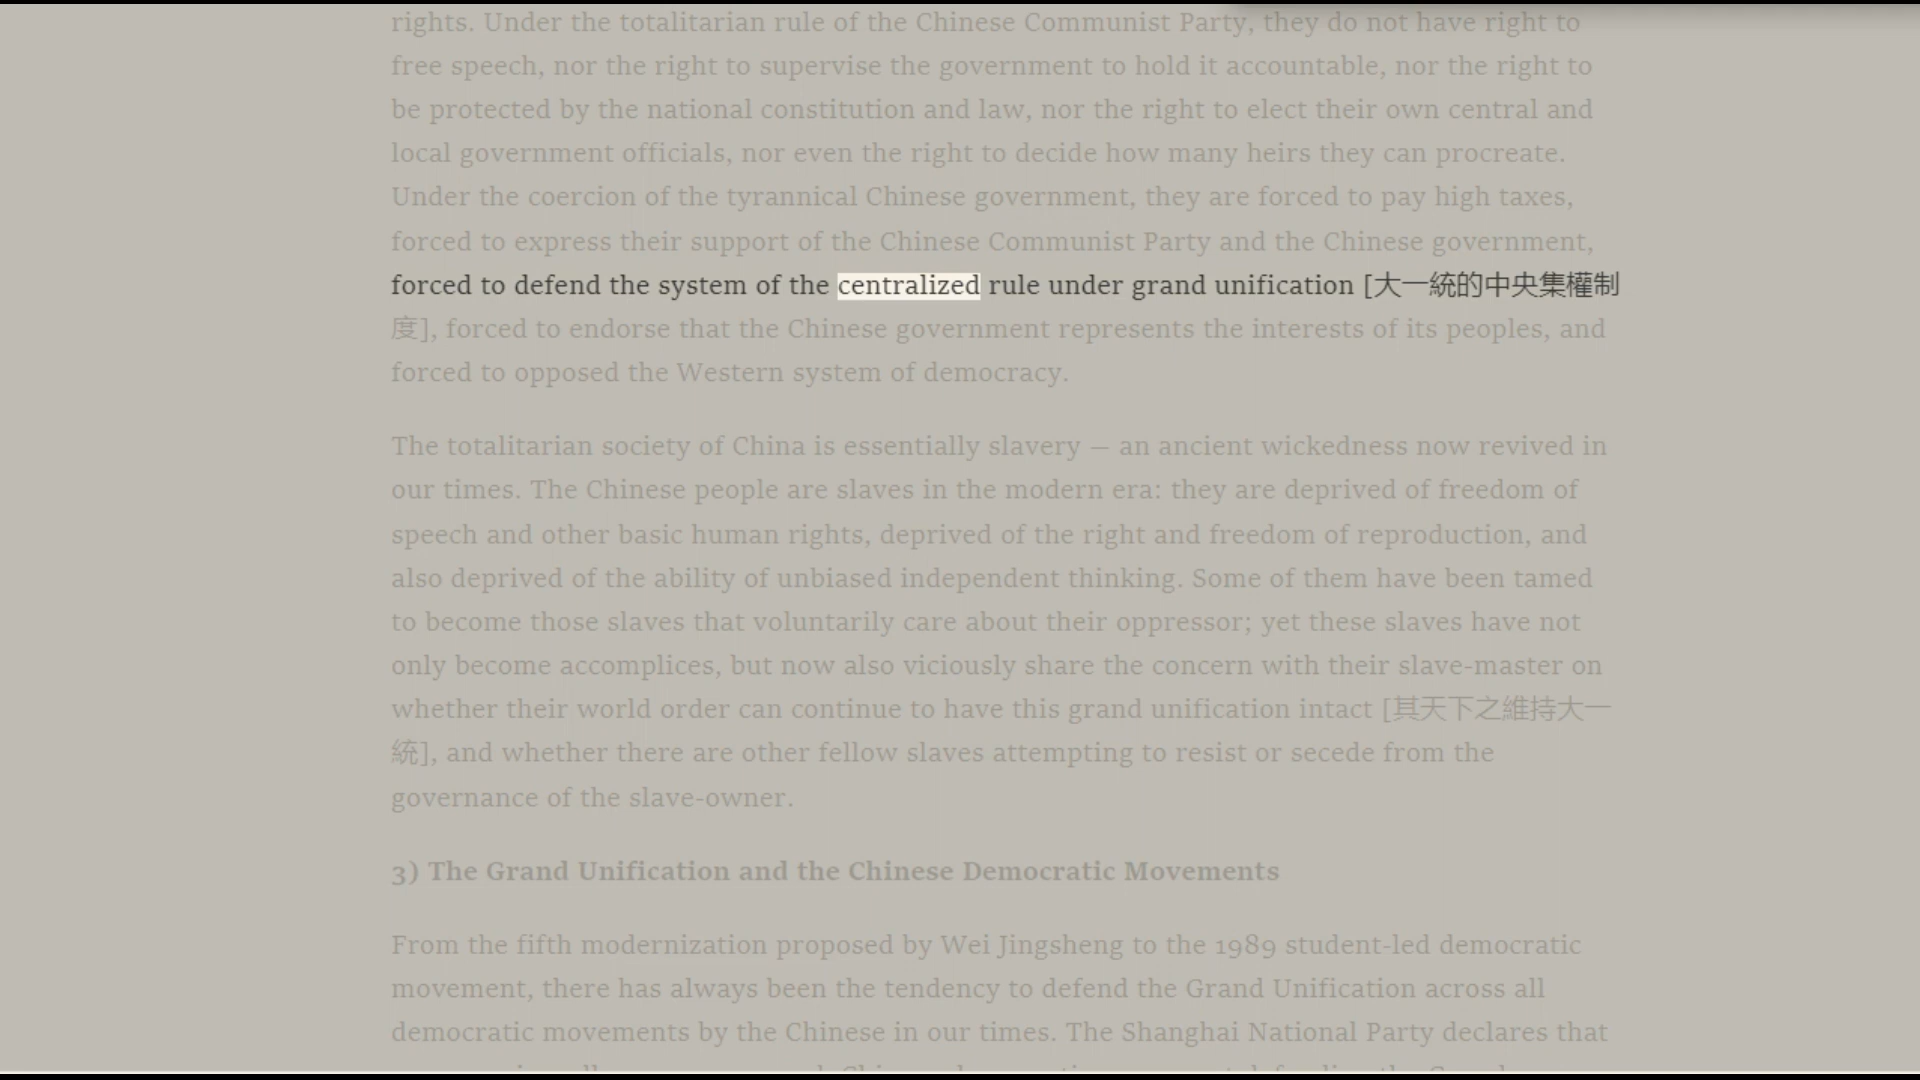 rights. Under the totalitarian rule of the Chinese Communist Party, they do not have right to
free speech, nor the right to supervise the government to hold it accountable, nor the right to
be protected by the national constitution and law, nor the right to elect their own central and
local government officials, nor even the right to decide how many heirs they can procreate.
Under the coercion of the tyrannical Chinese government, they are forced to pay high taxes,
forced to express their support of the Chinese Communist Party and the Chinese government,
forced to defend the system of the centralized rule under grand unification [大一統的中央集權制
度], forced to endorse that the Chinese government represents the interests of its peoples, and
forced to opposed the Western system of democracy.
The totalitarian society of China is essentially slavery — an ancient wickedness now revived in
our times. The Chinese people are slaves in the modern era: they are deprived of freedom of
speech and other basic human rights, deprived of the right and freedom of reproduction, and
also deprived of the ability of unbiased independent thinking. Some of them have been tamed
to become those slaves that voluntarily care about their oppressor; yet these slaves have not
only become accomplices, but now also viciously share the concern with their slave-master on
whether their world order can continue to have this grand unification intact [其天下之維持大一
統], and whether there are other fellow slaves attempting to resist or secede from the
governance of the slave-owner.
3) The Grand Unification and the Chinese Democratic Movements
From the fifth modernization proposed by Wei Jingsheng to the 1989 student-led democratic
movement, there has always been the tendency to defend the Grand Unification across all
democratic movements by the Chinese in our times. The Shanghai National Party declares that